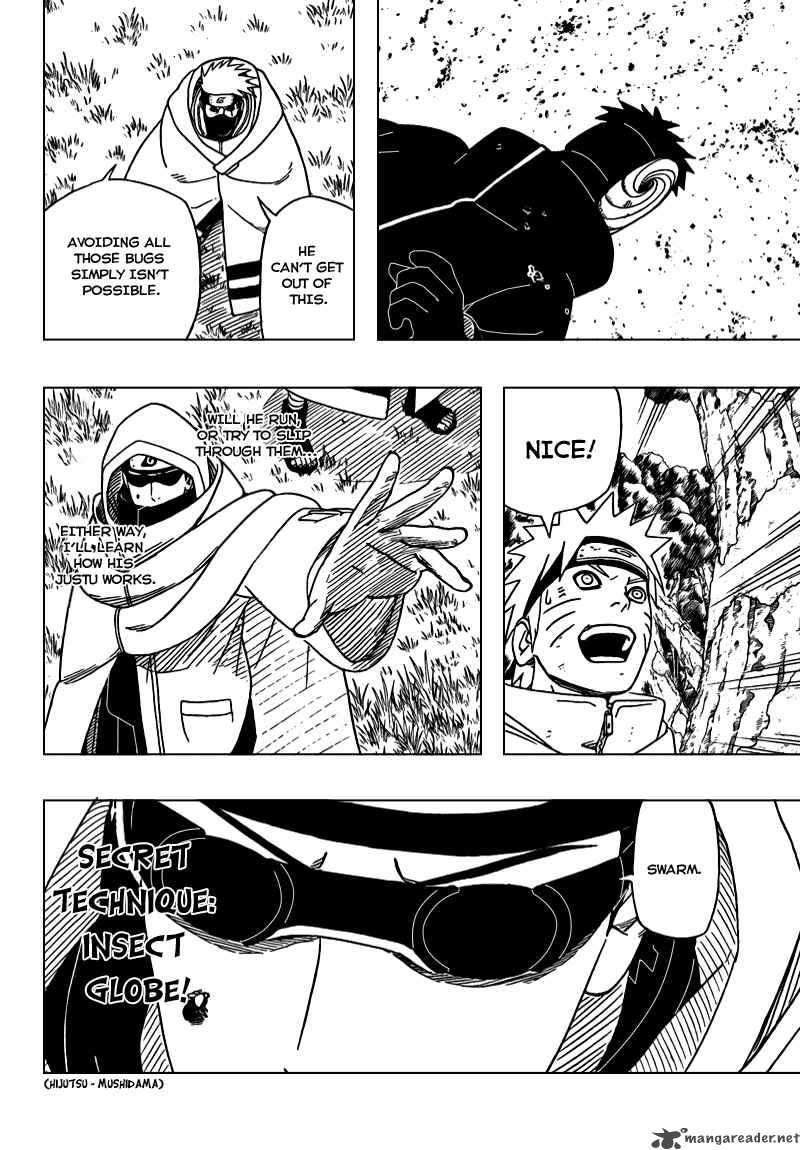 HE
CAN'T GET
OUT OF
THIS.
AVOIDING ALL
THOSE BUGS
SIMPLY ISN'T
POSSIBLE.
NICE!
WILL HE RUN,
OR TRY TO SLIP
THROUGH THEM...
EITHER WAY,
I'LL LEARN
HOW HIS
JUSTU WORKS.
SWARM.
SECRET
TECHNIQUE:
INSECT
GLOBE!
(HIJUTSU - MUSHIDAMA)
mangareader.net